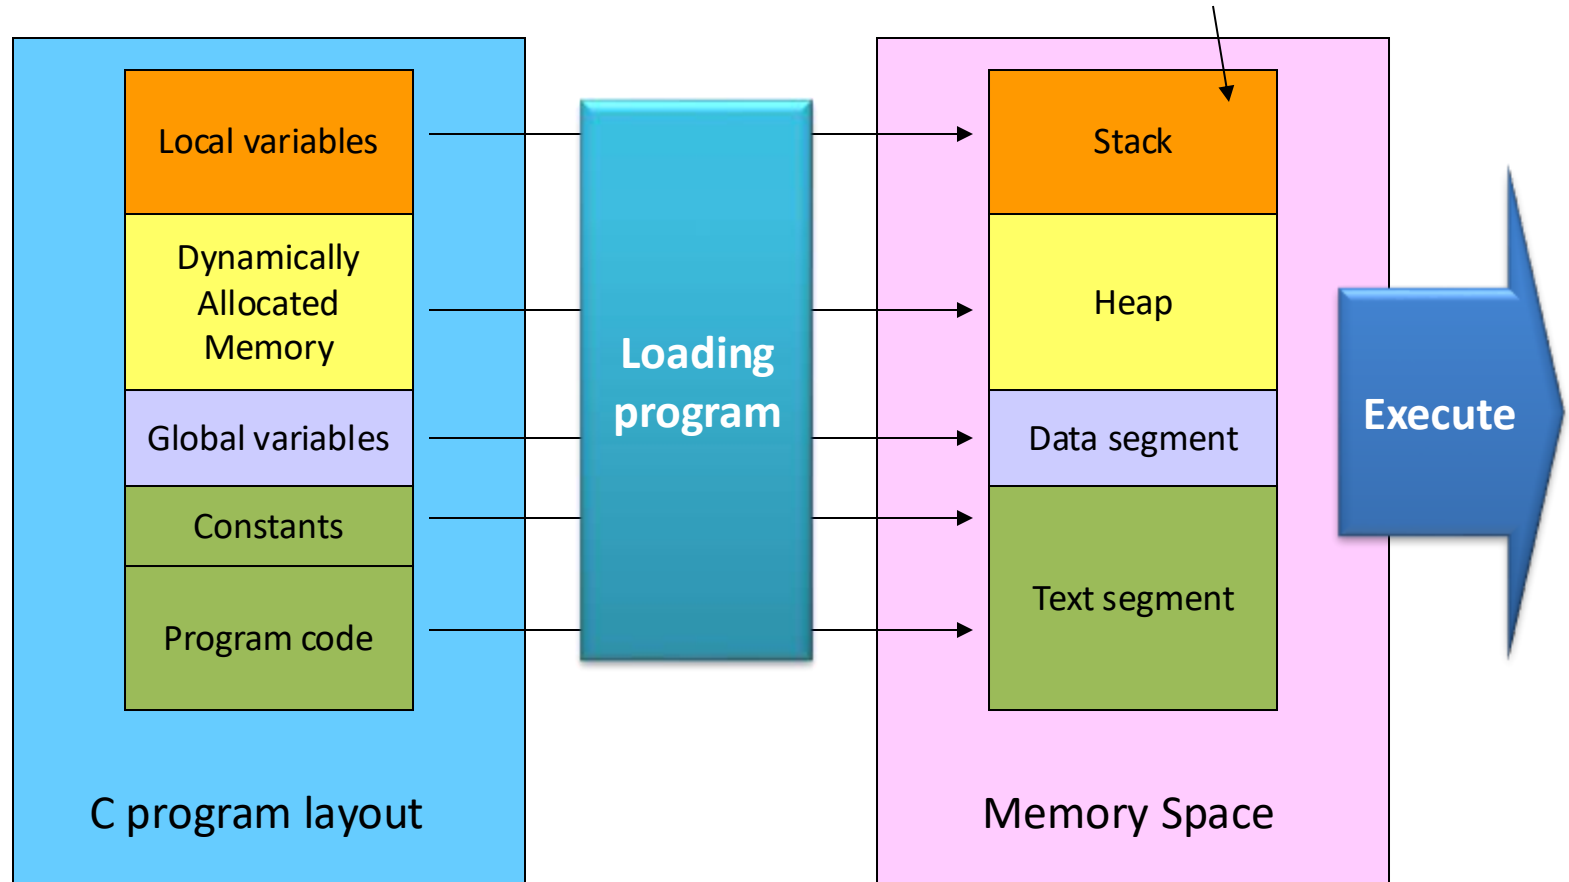 Local variables
Dynamically
Allocated
Memory
Global variables
Constants
Program code
C program layout
Loading
program
Stack
Heap
Data segment
Text segment
Memory Space
Execute